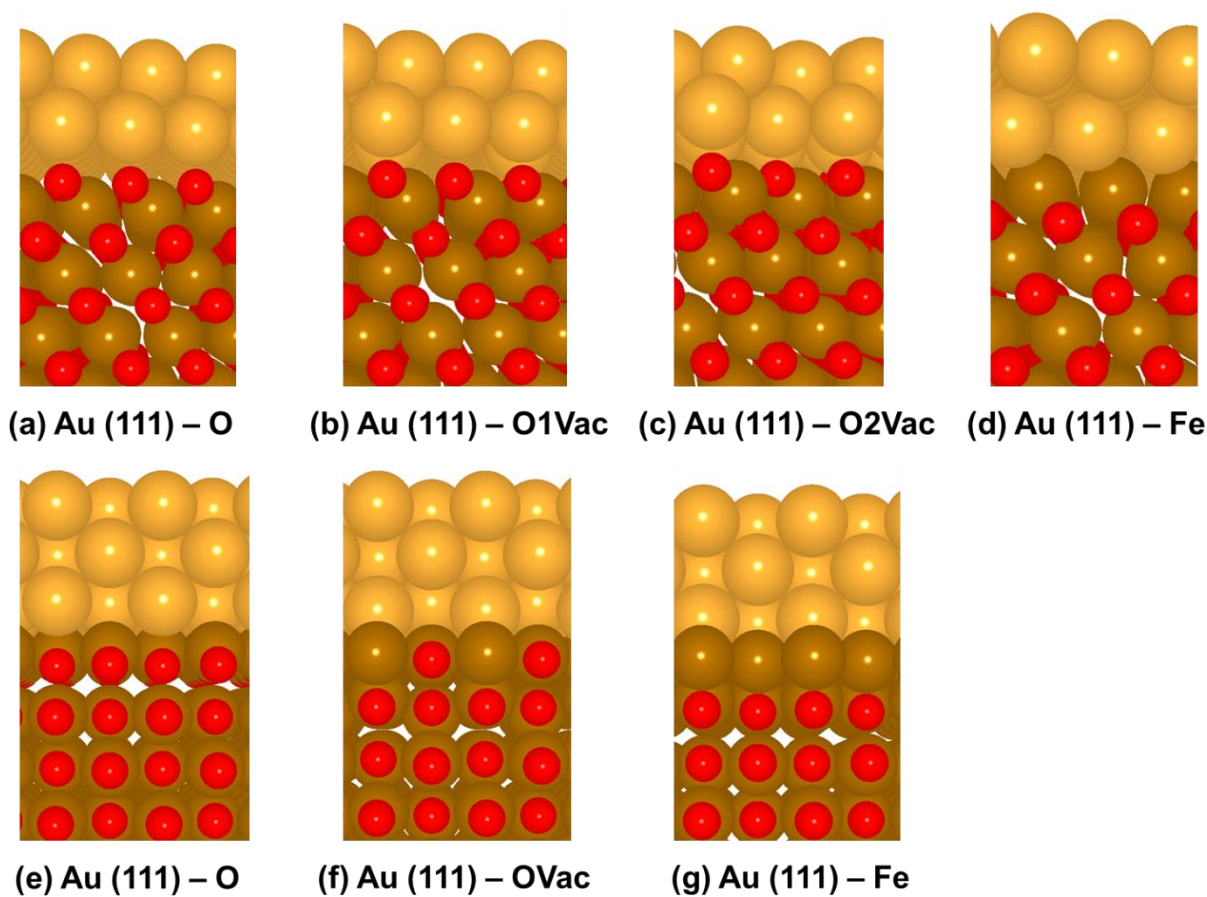 (a) Au (111) – O
(b) Au (111) – O1Vac
(c) Au (111) – O2Vac
(d) Au (111) – Fe
(e) Au (111) – O
(f) Au (111) – OVac
(g) Au (111) – Fe